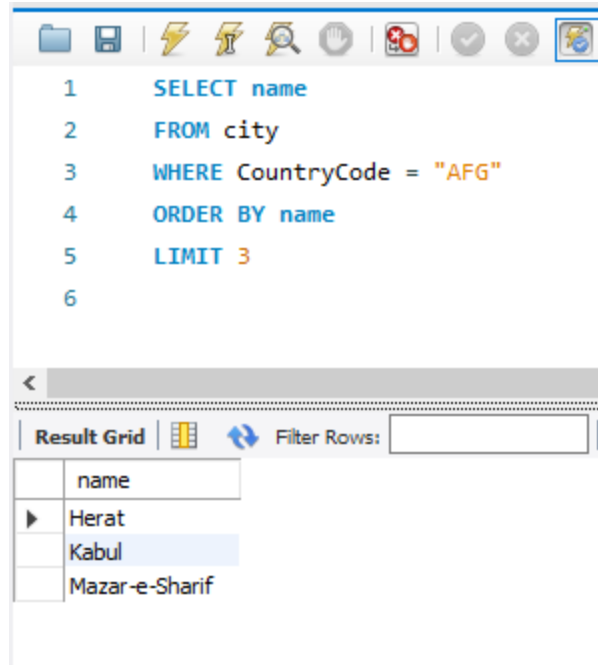 1 SELECT name
2 FROM city
3 WHERE CountryCode = "AFG"
4 ORDER BY name
5 LIMIT 3
6
Result Grid Filter Rows:
name
Herat
Kabul
Mazar-e-Sharif